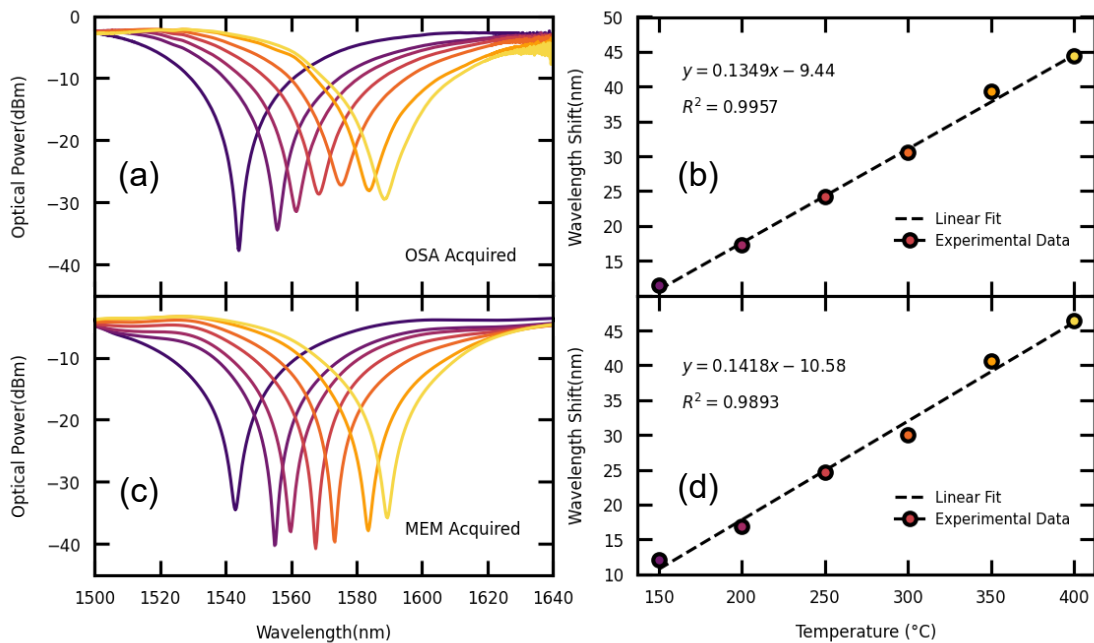 Optical Power(dBm)
0
−10
−20
−30
−40
(a)
OSA Acquired
Wavelength Shift(nm)
50
45
40
35
30
25
20
15
y = 0.1349x − 9.44
R² = 0.9957
(b)
Linear Fit
Experimental Data
Optical Power(dBm)
−10
−20
−30
−40
(c)
MEM Acquired
1500 1520 1540 1560 1580 1600 1620 1640
Wavelength(nm)
Wavelength Shift(nm)
45
40
35
30
25
20
15
10
y = 0.1418x − 10.58
R² = 0.9893
(d)
Linear Fit
Experimental Data
150 200 250 300 350 400
Temperature (°C)